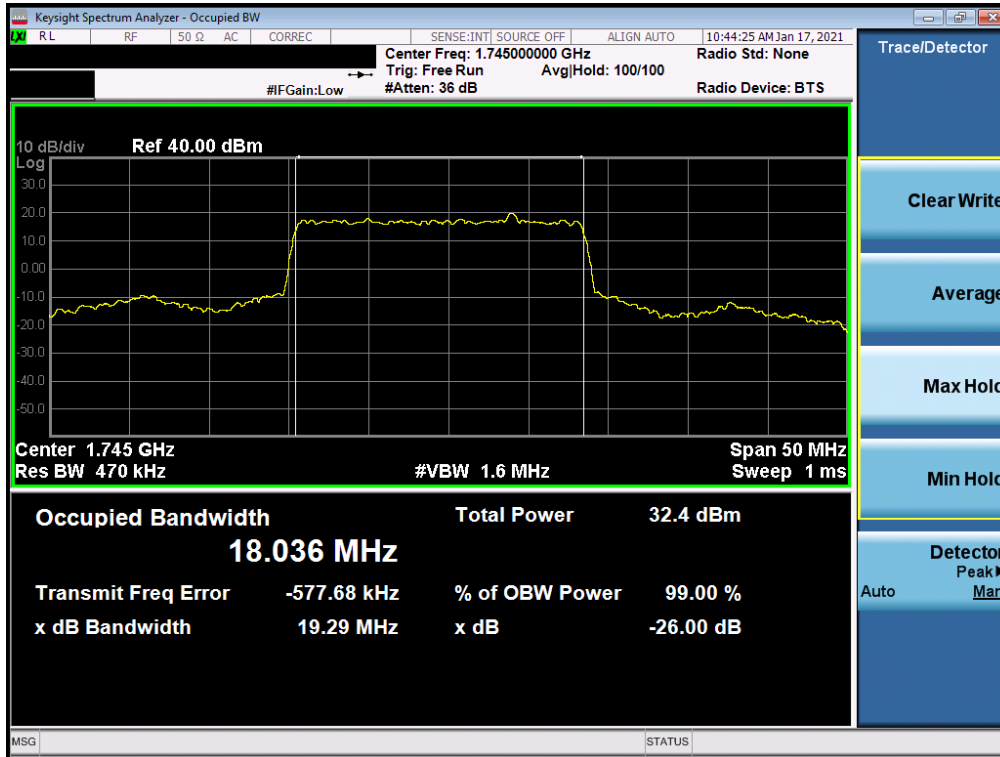 Keysight Spectrum Analyzer - Occupied BW
LXI RL RF 50 Ω AC CORREC SENSE:INT SOURCE OFF ALIGN AUTO 10:44:25 AM Jan 17, 2021
Center Freq: 1.745000000 GHz Radio Std: None
Trig: Free Run Avg|Hold: 100/100
#IFGain:Low #Atten: 36 dB Radio Device: BTS
Trace/Detector
10 dB/div Ref 40.00 dBm
Log
30.0
20.0
10.0
0.00
-10.0
-20.0
-30.0
-40.0
-50.0
Center 1.745 GHz Span 50 MHz
Res BW 470 kHz #VBW 1.6 MHz Sweep 1 ms
Occupied Bandwidth Total Power 32.4 dBm
18.036 MHz
Transmit Freq Error -577.68 kHz % of OBW Power 99.00 %
x dB Bandwidth 19.29 MHz x dB -26.00 dB
Clear Write
Average
Max Hold
Min Hold
Detector
Peak
Auto Man
MSG STATUS